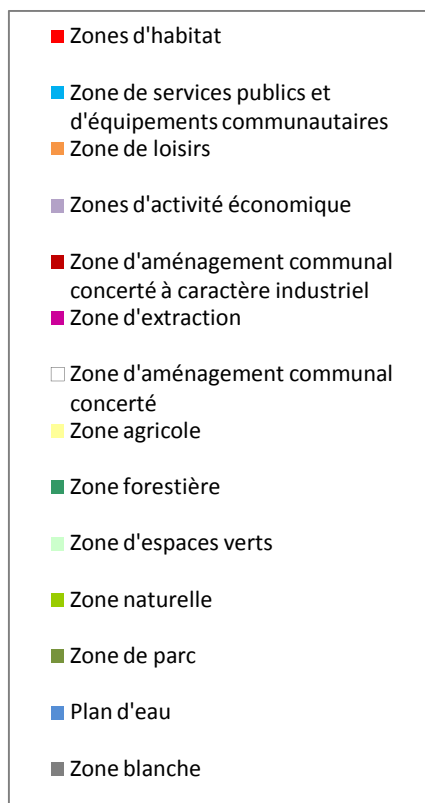 Zones d'habitat
Zone de services publics et
d'équipements communautaires
Zone de loisirs
Zones d'activité économique
Zone d'aménagement communal
concerté à caractère industriel
Zone d'extraction
Zone d'aménagement communal
concerté
Zone agricole
Zone forestière
Zone d'espaces verts
Zone naturelle
Zone de parc
Plan d'eau
Zone blanche